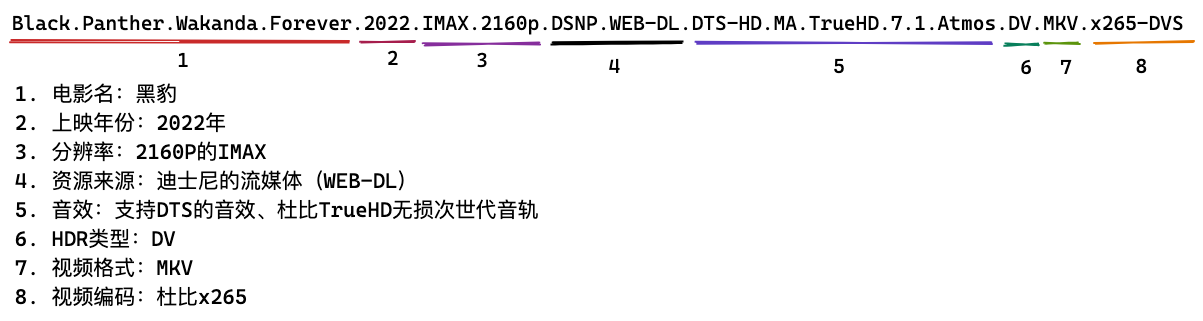 Black.Panther.Wakanda.Forever.2022.IMAX.2160p.DSNP.WEB-DL.DTS-HD.MA.TrueHD.7.1.Atmos.DV.MKV.x265-DVS
1 2 3 4 5 6 7 8
1. 电影名：黑豹
2. 上映年份：2022年
3. 分辨率：2160P的IMAX
4. 资源来源：迪士尼的流媒体（WEB-DL）
5. 音效：支持DTS的音效、杜比TrueHD无损次世代音轨
6. HDR类型：DV
7. 视频格式：MKV
8. 视频编码：杜比x265